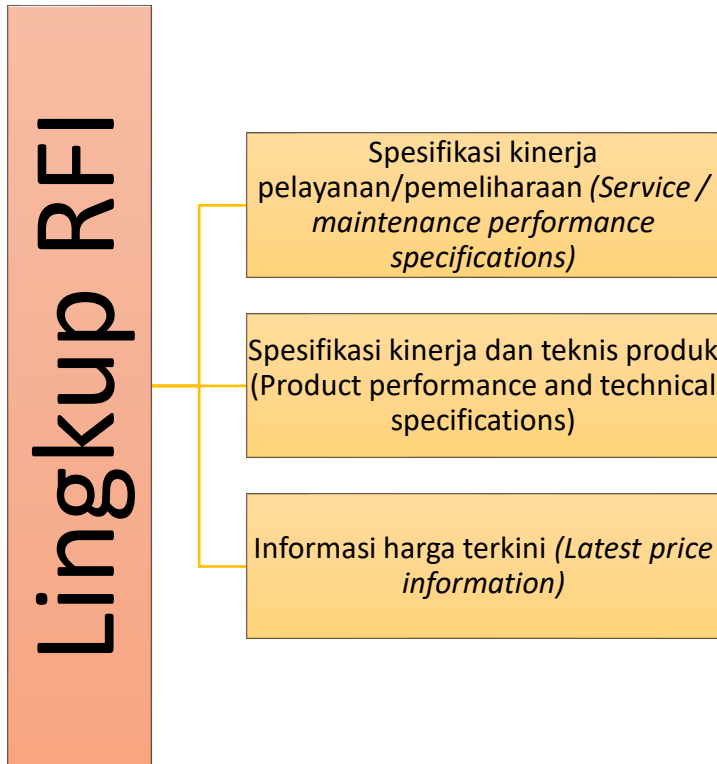 Lingkup RFI
Spesifikasi kinerja
pelayanan/pemeliharaan (Service /
maintenance performance
specifications)
Spesifikasi kinerja dan teknis produk
(Product performance and technical
specifications)
Informasi harga terkini (Latest price
information)